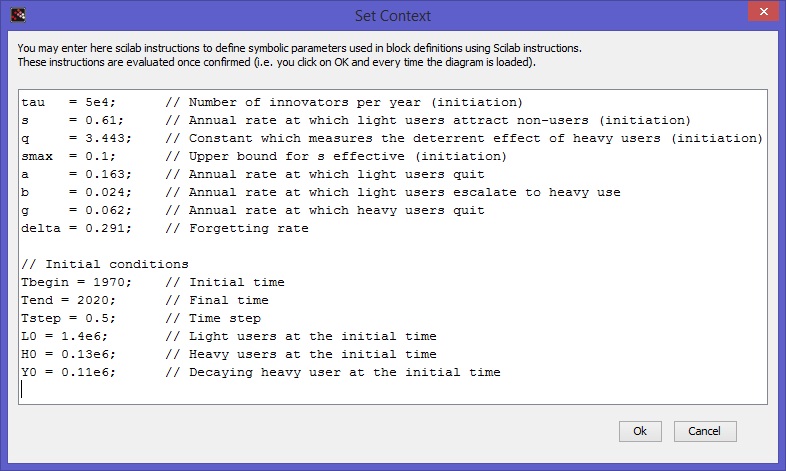 Set Context
You may enter here scilab instructions to define symbolic parameters used in block definitions using Scilab instructions.
These instructions are evaluated once confirmed (i.e. you click on OK and every time the diagram is loaded).
tau   = 5e4;      // Number of innovators per year (initiation)
s     = 0.61;     // Annual rate at which light users attract non-users (initiation)
q     = 3.443;    // Constant which measures the deterrent effect of heavy users (initiation)
smax  = 0.1;      // Upper bound for s effective (initiation)
a     = 0.163;    // Annual rate at which light users quit
b     = 0.024;    // Annual rate at which light users escalate to heavy use
g     = 0.062;    // Annual rate at which heavy users quit
delta = 0.291;    // Forgetting rate
// Initial conditions
Tbegin = 1970;    // Initial time
Tend = 2020;      // Final time
Tstep = 0.5;      // Time step
L0 = 1.4e6;       // Light users at the initial time
H0 = 0.13e6;      // Heavy users at the initial time
Y0 = 0.11e6;      // Decaying heavy user at the initial time
Ok
Cancel